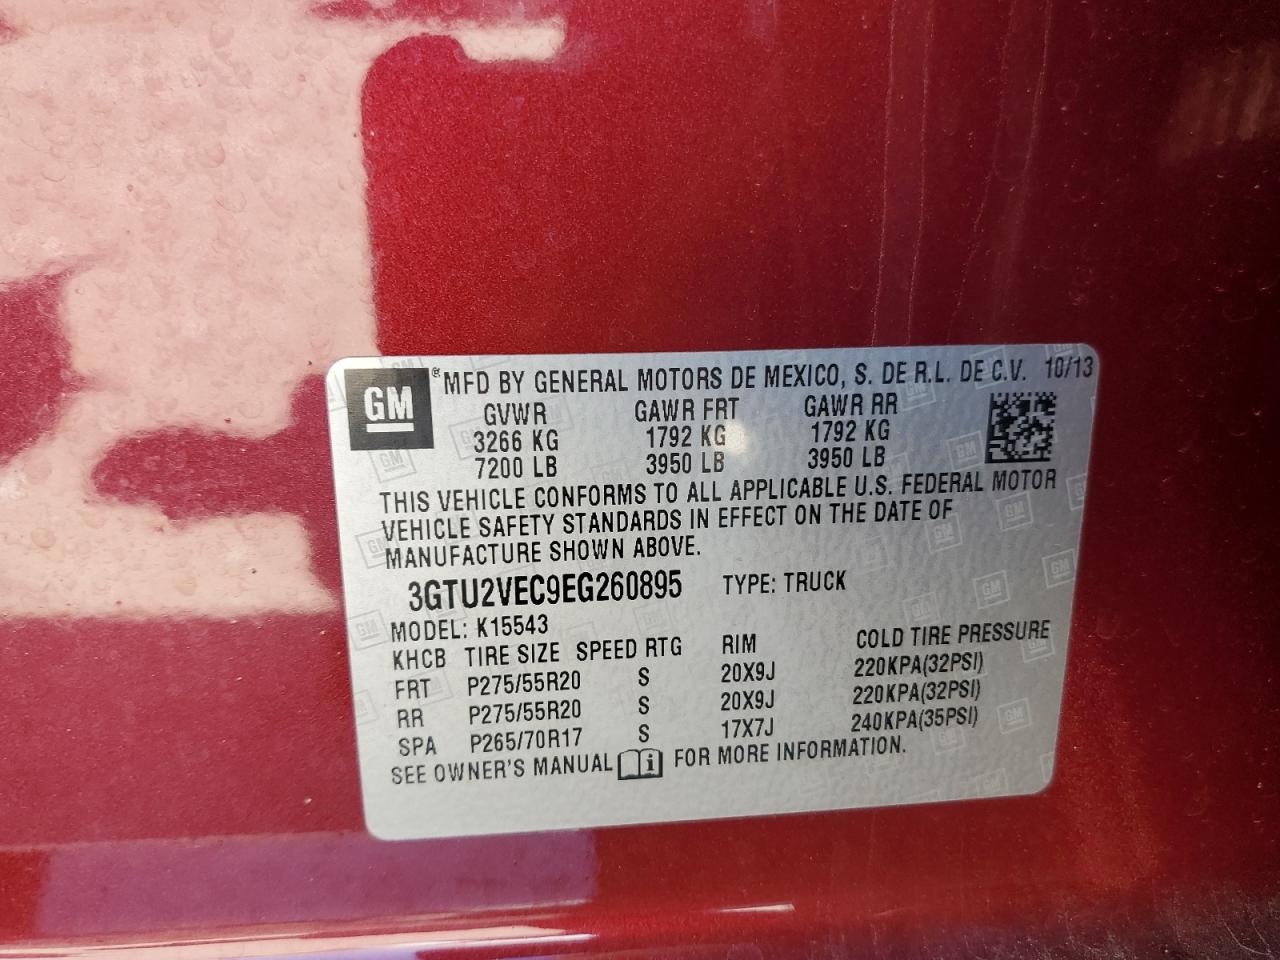 GM ® MFD BY GENERAL MOTORS DE MEXICO, S. DE R.L. DE C.V. 10/13
GVWR GAWR FRT GAWR RR
3266 KG 1792 KG 1792 KG
7200 LB 3950 LB 3950 LB
THIS VEHICLE CONFORMS TO ALL APPLICABLE U.S. FEDERAL MOTOR
VEHICLE SAFETY STANDARDS IN EFFECT ON THE DATE OF
MANUFACTURE SHOWN ABOVE.
3GTU2VEC9EG260895 TYPE: TRUCK
MODEL: K15543
KHCB TIRE SIZE SPEED RTG RIM COLD TIRE PRESSURE
FRT P275/55R20 S 20X9J 220KPA(32PSI)
RR P275/55R20 S 20X9J 220KPA(32PSI)
SPA P265/70R17 S 17X7J 240KPA(35PSI)
SEE OWNER'S MANUAL FOR MORE INFORMATION.